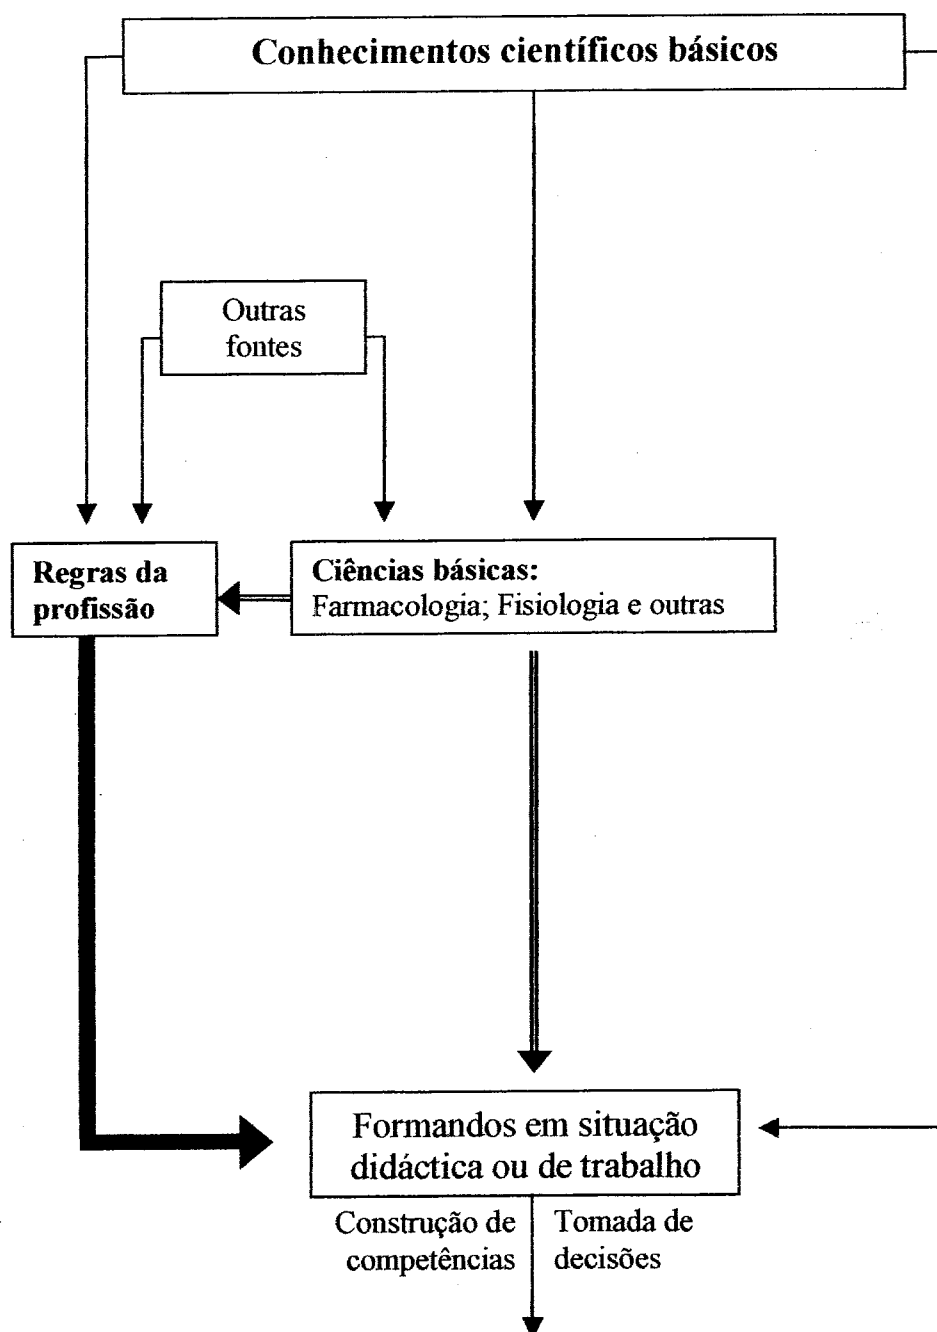 Conhecimentos científicos básicos
Outras
fontes
Regras da
profissão
Ciências básicas:
Farmacologia; Fisiologia e outras
Formandos em situação
didáctica ou de trabalho
Construção de
competências
Tomada de
decisões